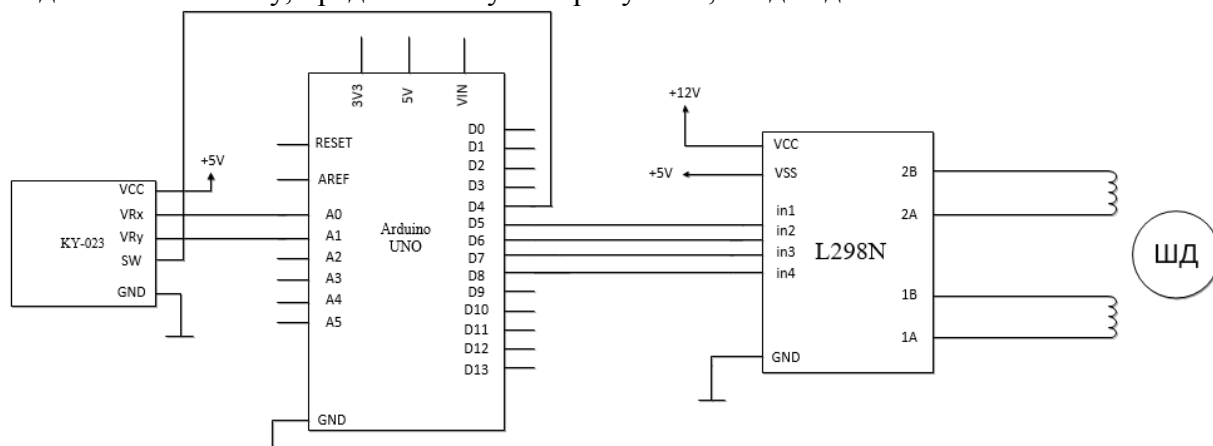 3V3
5V
VIN
RESET
AREF
A0
A1
A2
A3
A4
A5
GND
Arduino
UNO
D0
D1
D2
D3
D4
D5
D6
D7
D8
D9
D10
D11
D12
D13
+5V
KY-023
VCC
VRx
VRy
SW
GND
+12V
+5V
VCC
VSS
in1
in2
in3
in4
GND
L298N
2B
2A
1B
1A
ШД